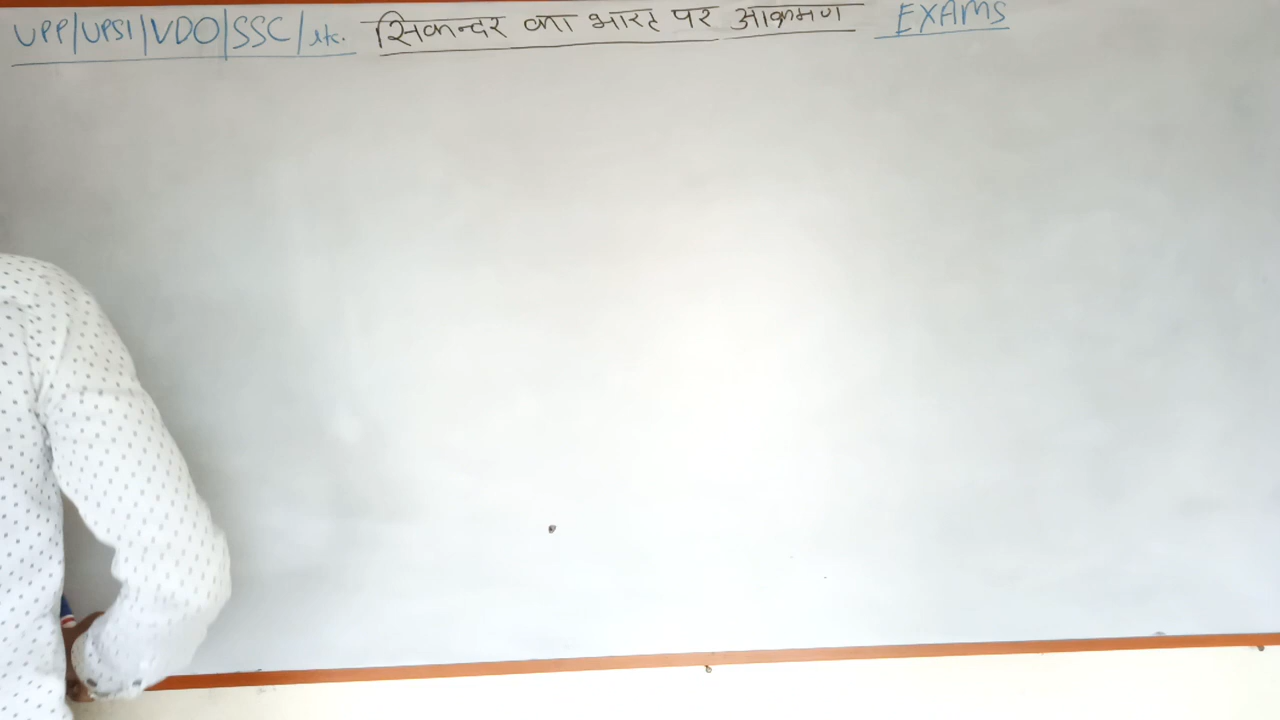 UPP/UPSI/VDO/SSC/etc. सिकन्दर का भारत पर आक्रमण EXAMS